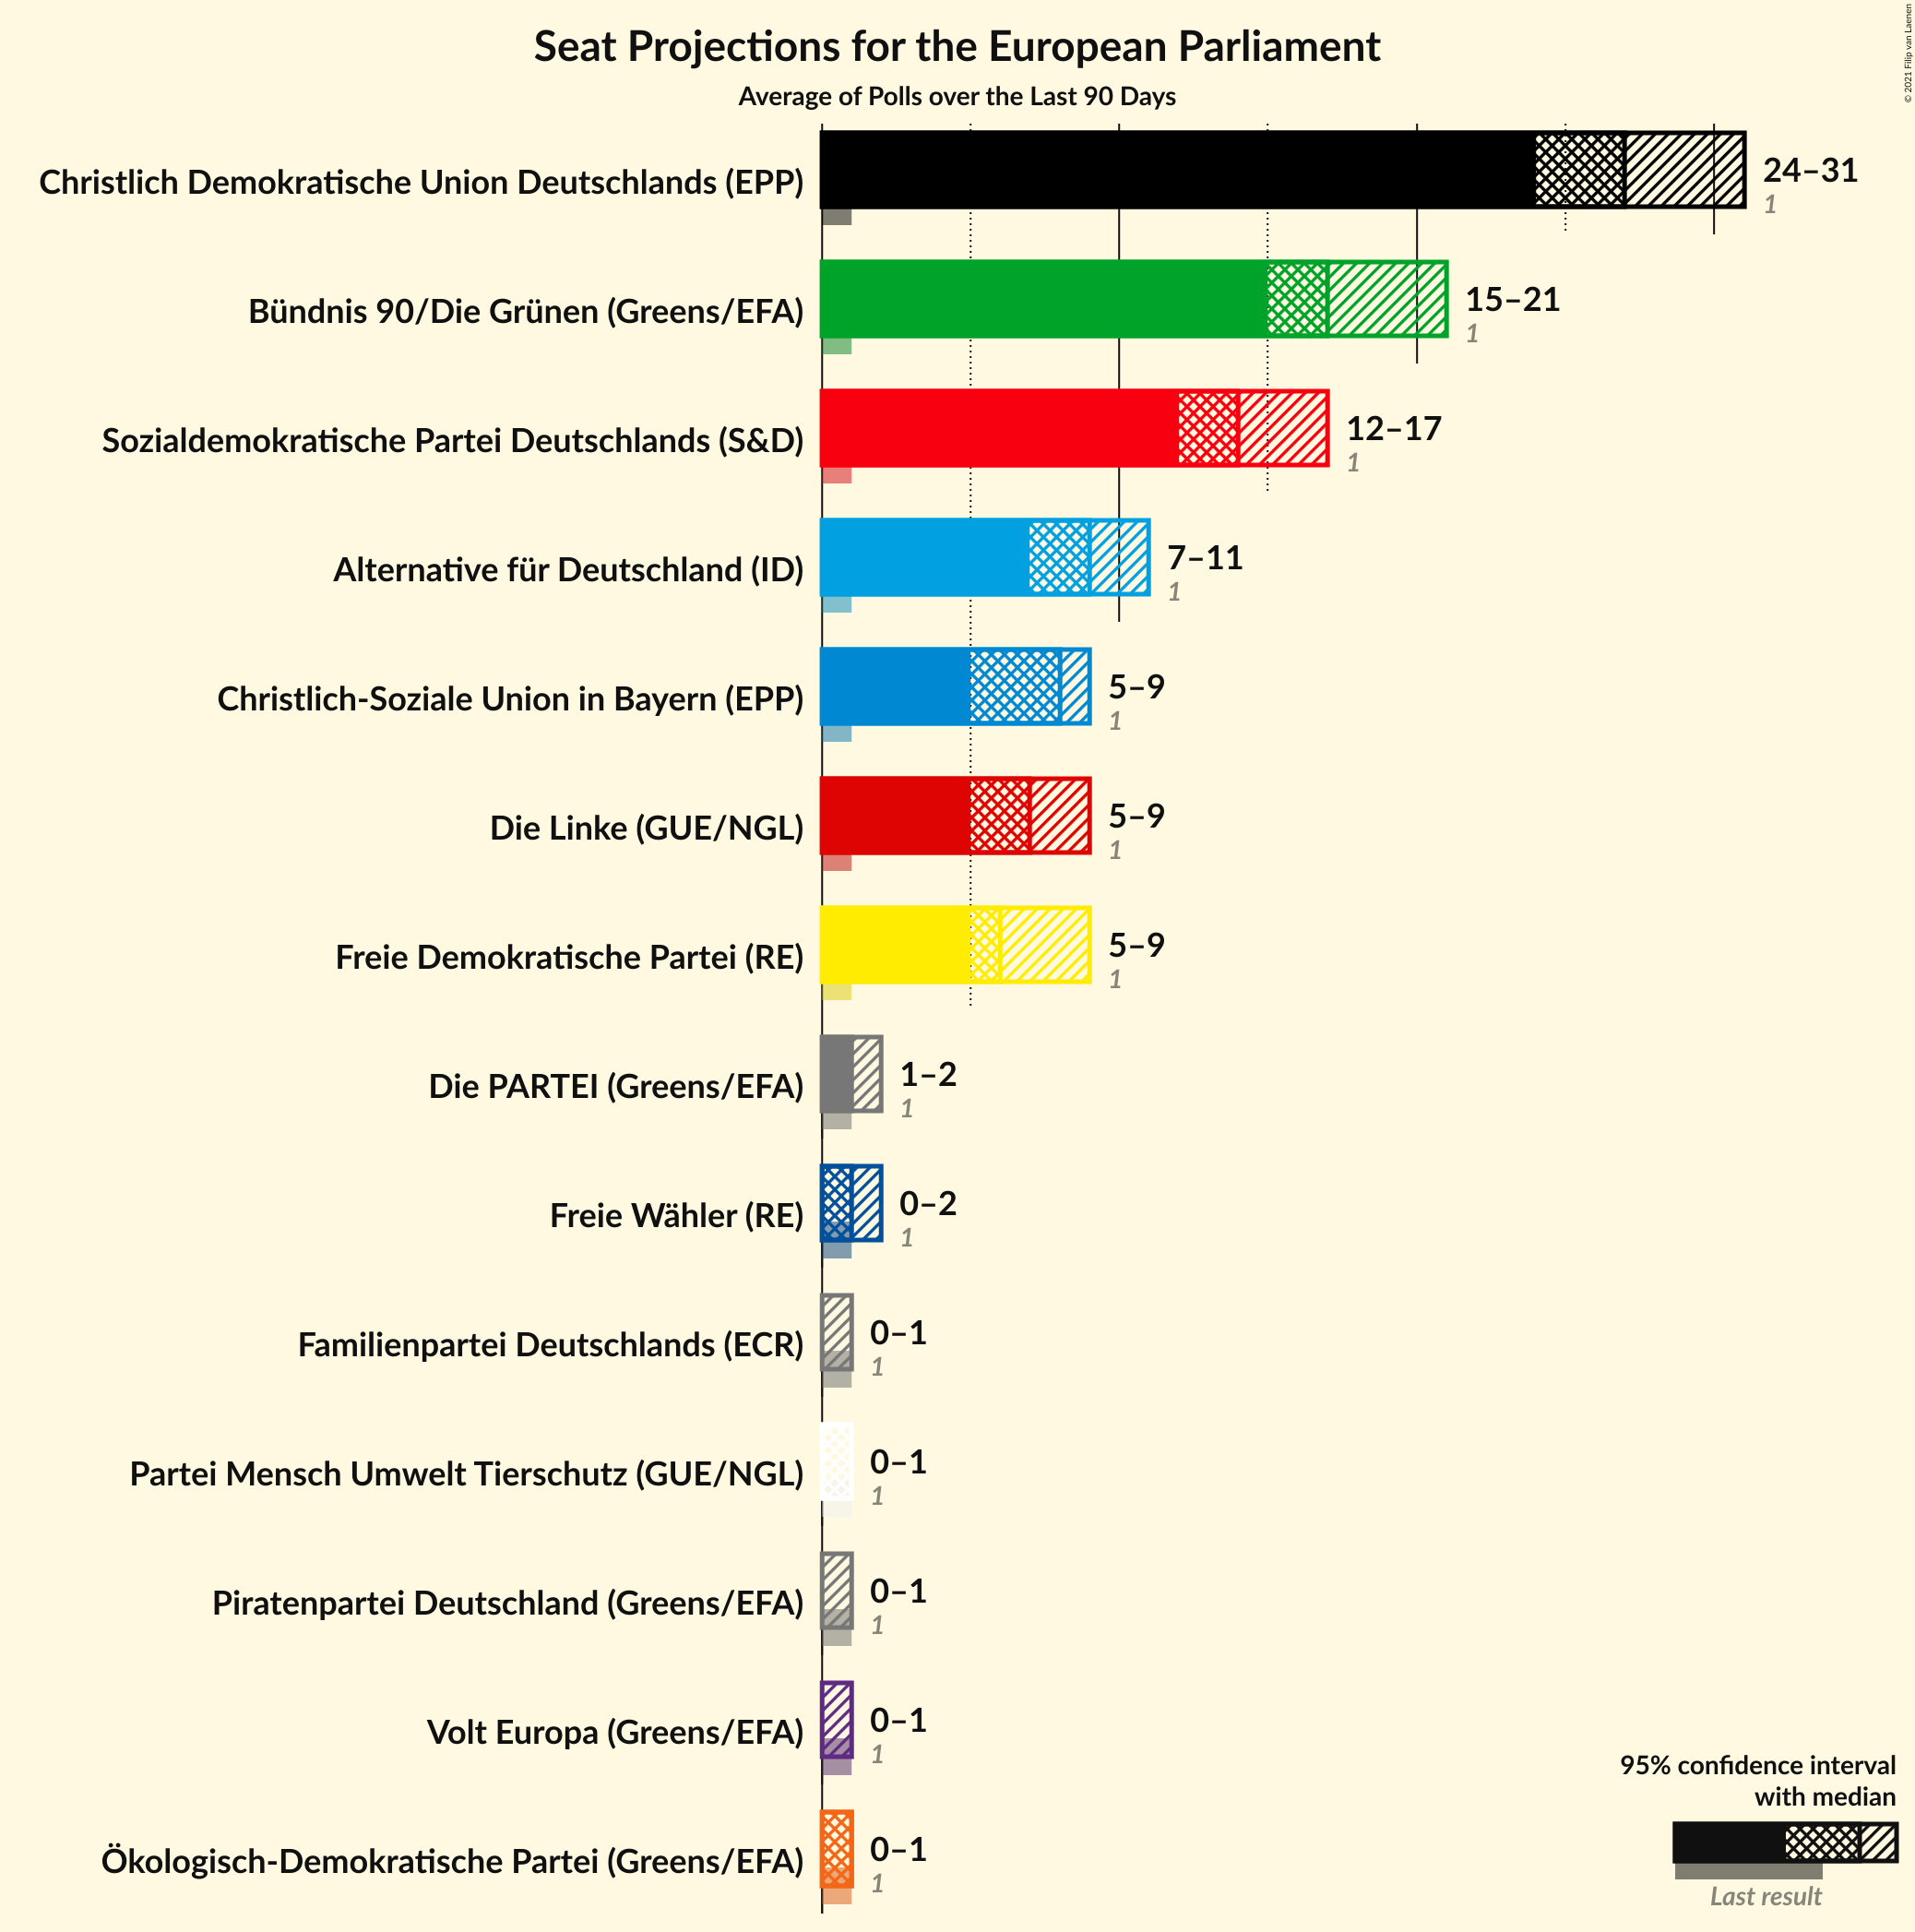 Seat Projections for the European Parliament
Average of Polls over the Last 90 Days
© 2021 Filip van Laenen
Christlich Demokratische Union Deutschlands (EPP)
24–31
1
Bündnis 90/Die Grünen (Greens/EFA)
15–21
1
Sozialdemokratische Partei Deutschlands (S&D)
12–17
1
Alternative für Deutschland (ID)
7–11
1
Christlich-Soziale Union in Bayern (EPP)
5–9
1
Die Linke (GUE/NGL)
5–9
1
Freie Demokratische Partei (RE)
5–9
1
Die PARTEI (Greens/EFA)
1–2
1
Freie Wähler (RE)
0–2
1
Familienpartei Deutschlands (ECR)
0–1
1
Partei Mensch Umwelt Tierschutz (GUE/NGL)
0–1
1
Piratenpartei Deutschland (Greens/EFA)
0–1
1
Volt Europa (Greens/EFA)
0–1
1
Ökologisch-Demokratische Partei (Greens/EFA)
0–1
1
95% confidence interval
with median
Last result